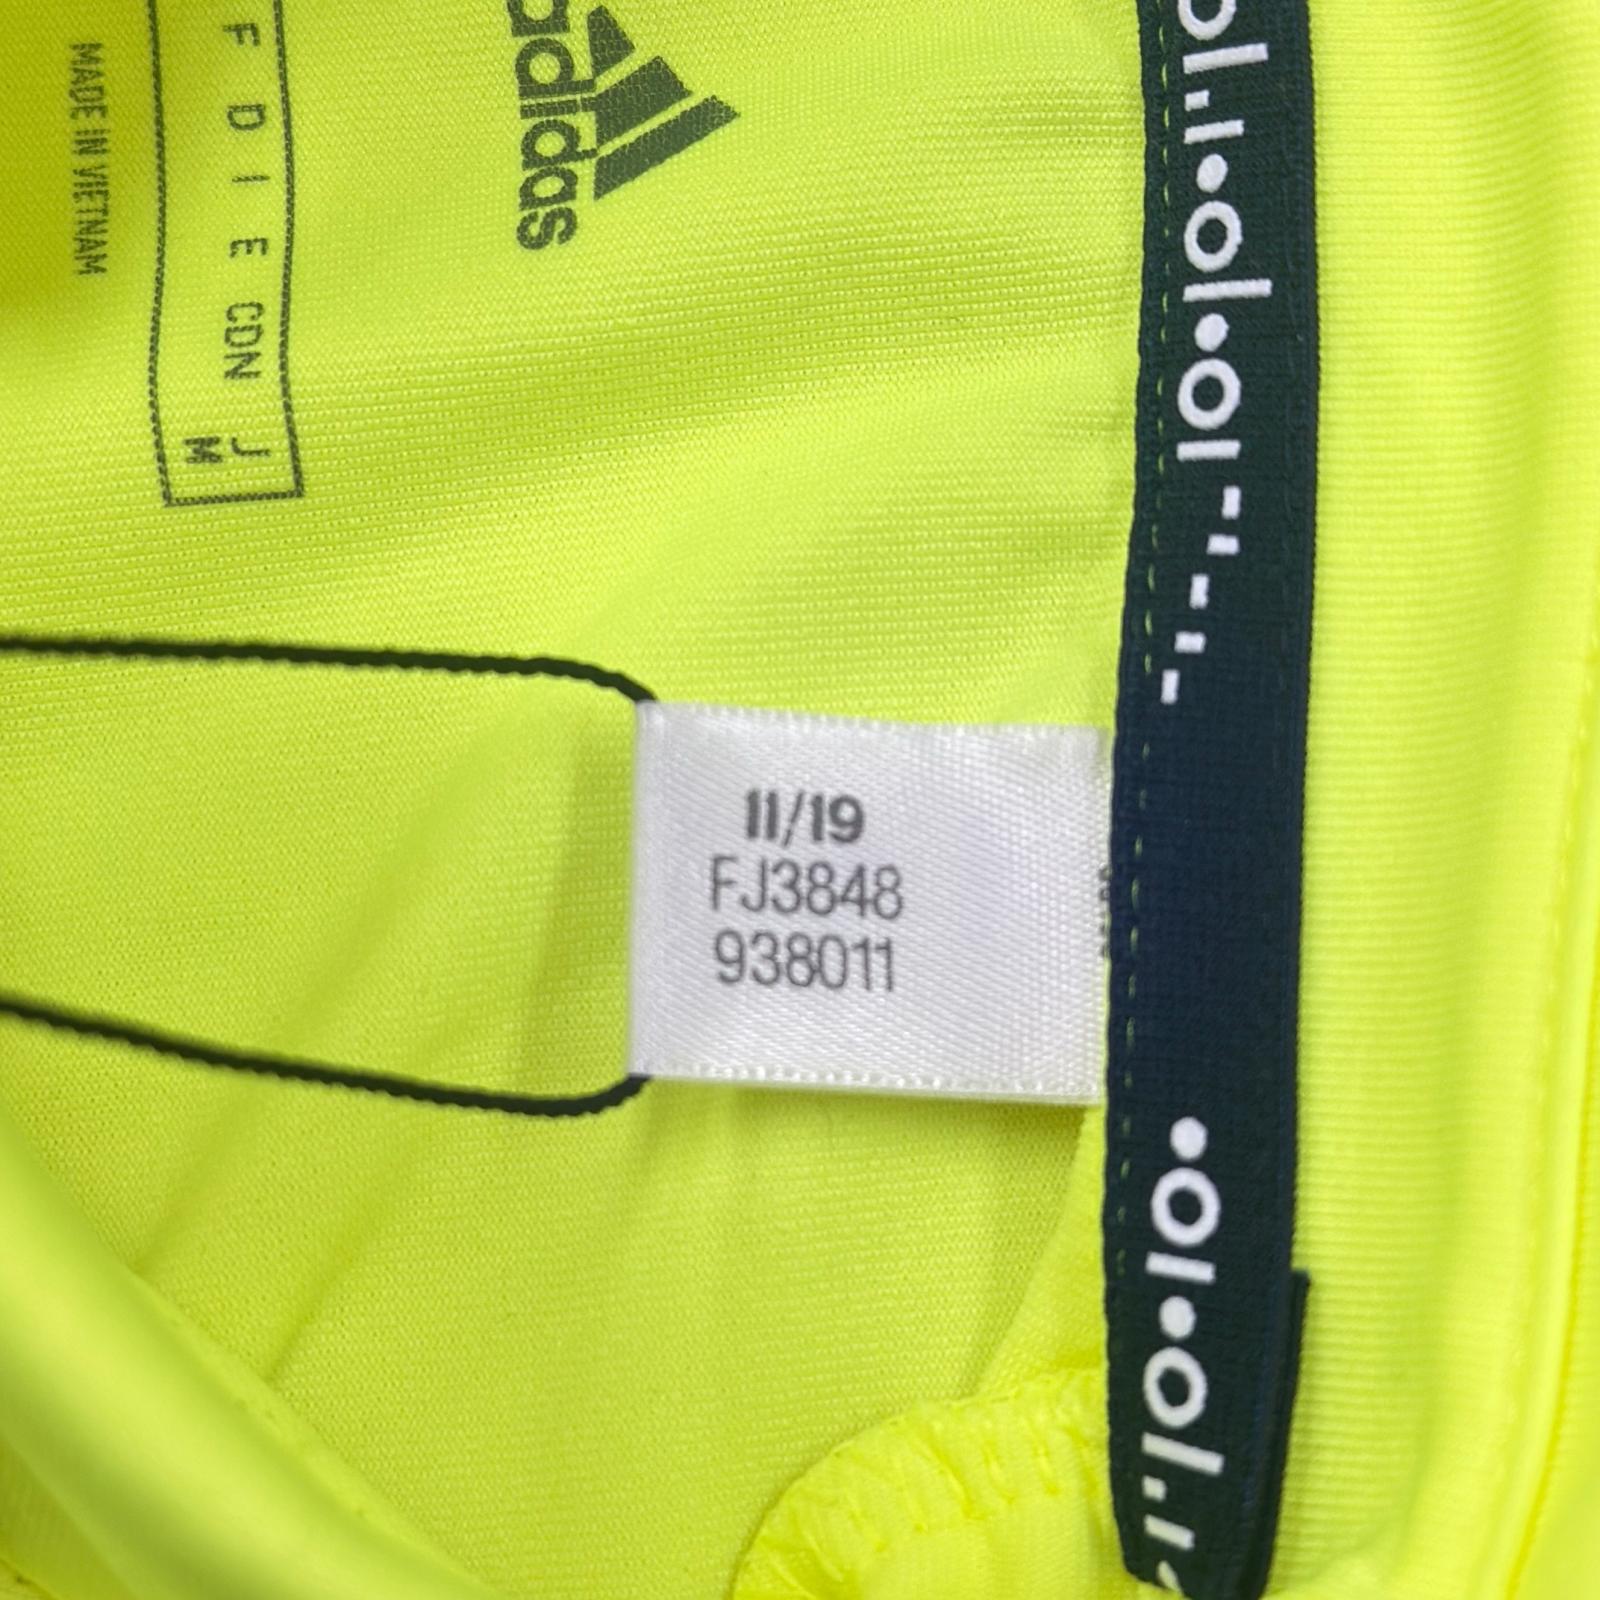 adidas
F D I E CDN J
M
MADE IN VIETNAM
11/19
FJ3848
938011